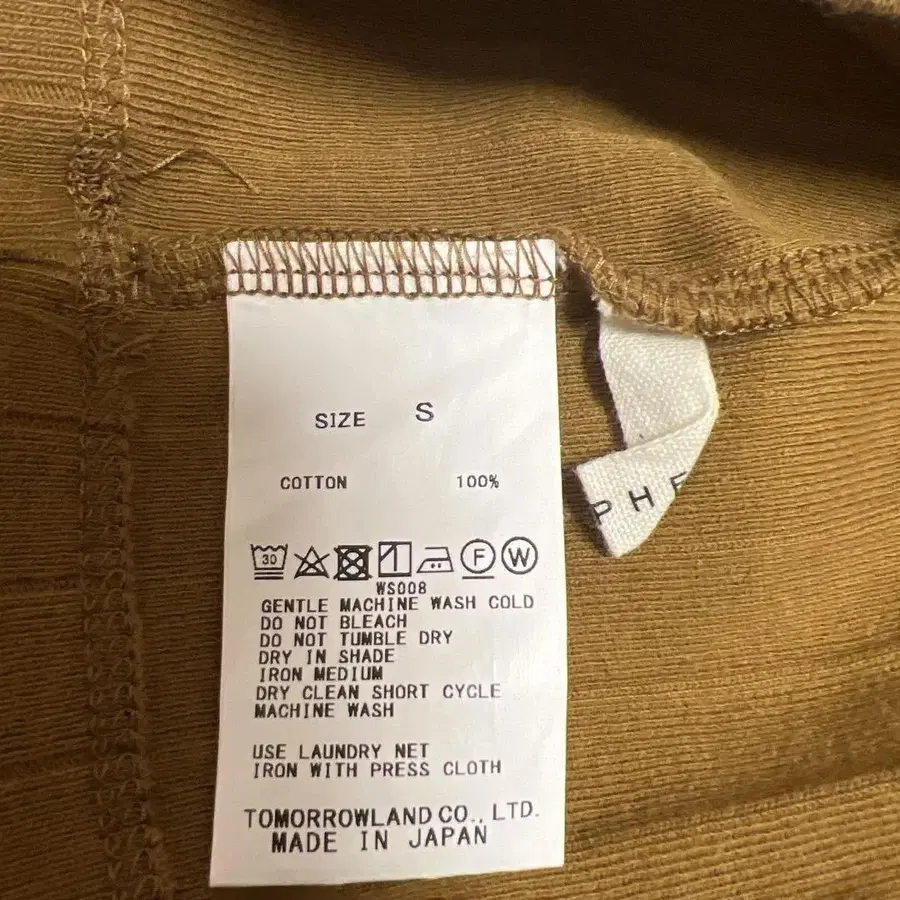 SIZE S
COTTON 100%
PHE
30 F W
WS008
GENTLE MACHINE WASH COLD
DO NOT BLEACH
DO NOT TUMBLE DRY
DRY IN SHADE
IRON MEDIUM
DRY CLEAN SHORT CYCLE
MACHINE WASH
USE LAUNDRY NET
IRON WITH PRESS CLOTH
TOMORROWLAND CO., LTD.
MADE IN JAPAN